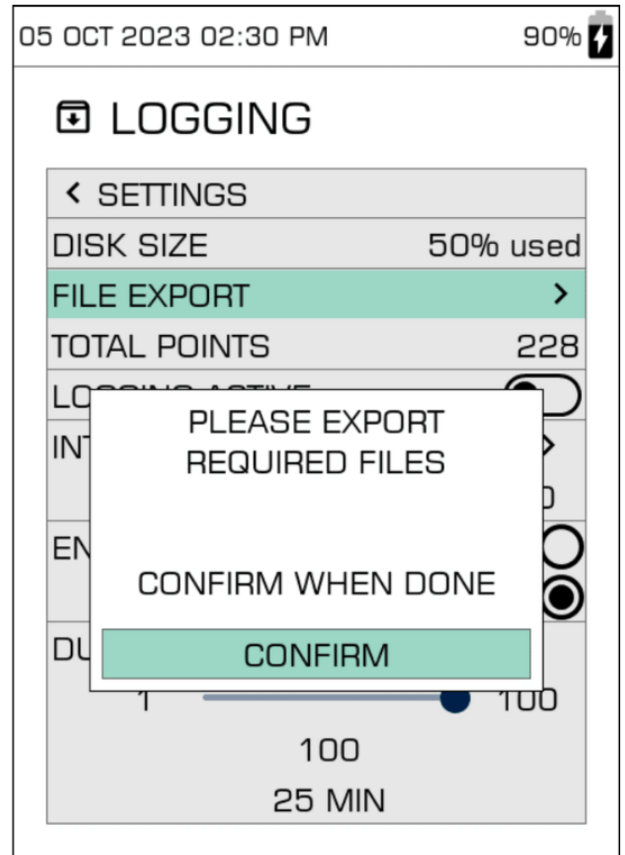 05 OCT 2023 02:30 PM 90%
LOGGING
< SETTINGS
DISK SIZE 50% used
FILE EXPORT >
TOTAL POINTS 228
PLEASE EXPORT
REQUIRED FILES
CONFIRM WHEN DONE
CONFIRM
1 100
100
25 MIN